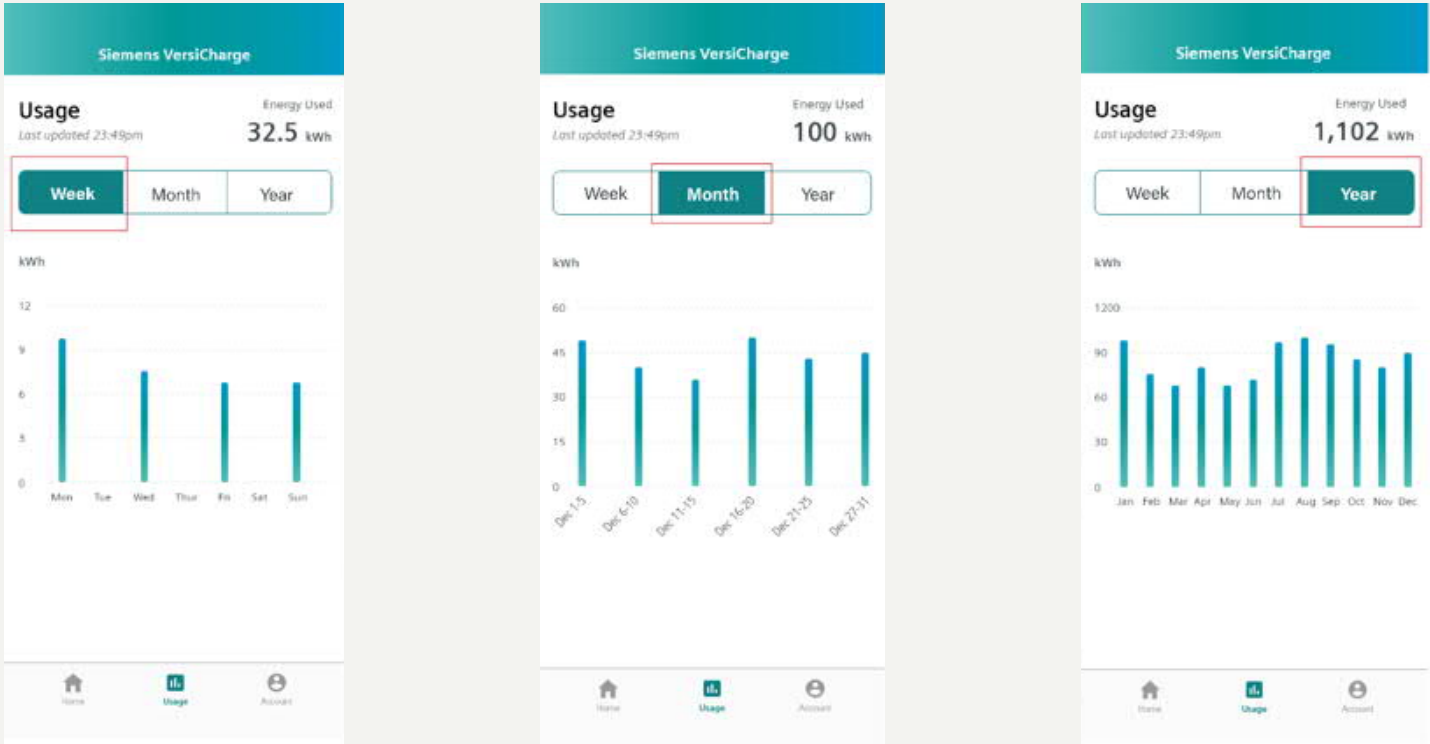 Siemens VersiCharge
Usage
Energy Used
Last updated 23:49pm
32.5 kWh
Week Month Year
kWh
12
9
6
3
0
Mon Tue Wed Thur Fri Sat Sun
Home Usage Account
Siemens VersiCharge
Usage
Energy Used
Last updated 23:49pm
100 kWh
Week Month Year
kWh
60
45
30
15
0
Dec 1-5 Dec 6-10 Dec 11-15 Dec 16-20 Dec 21-25 Dec 27-31
Home Usage Account
Siemens VersiCharge
Usage
Energy Used
Last updated 23:49pm
1,102 kWh
Week Month Year
kWh
1200
90
60
30
0
Jan Feb Mar Apr May Jun Jul Aug Sep Oct Nov Dec
Home Usage Account